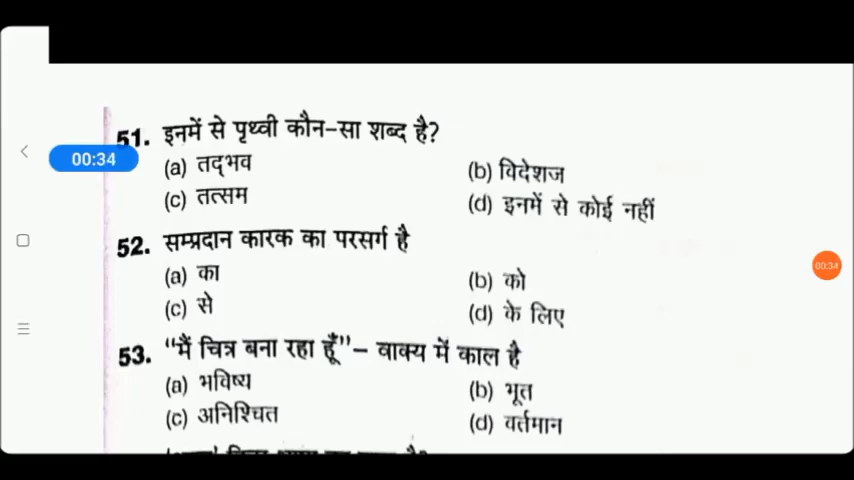 51. इनमें से पृथ्वी कौन-सा शब्द है?
00:34
(a) तद्भव (b) विदेशज
(c) तत्सम (d) इनमें से कोई नहीं
52. सम्प्रदान कारक का परसर्ग है
(a) का (b) को
00:34
(c) से (d) के लिए
53. “मैं चित्र बना रहा हूँ”– वाक्य में काल है
(a) भविष्य (b) भूत
(c) अनिश्चित (d) वर्तमान